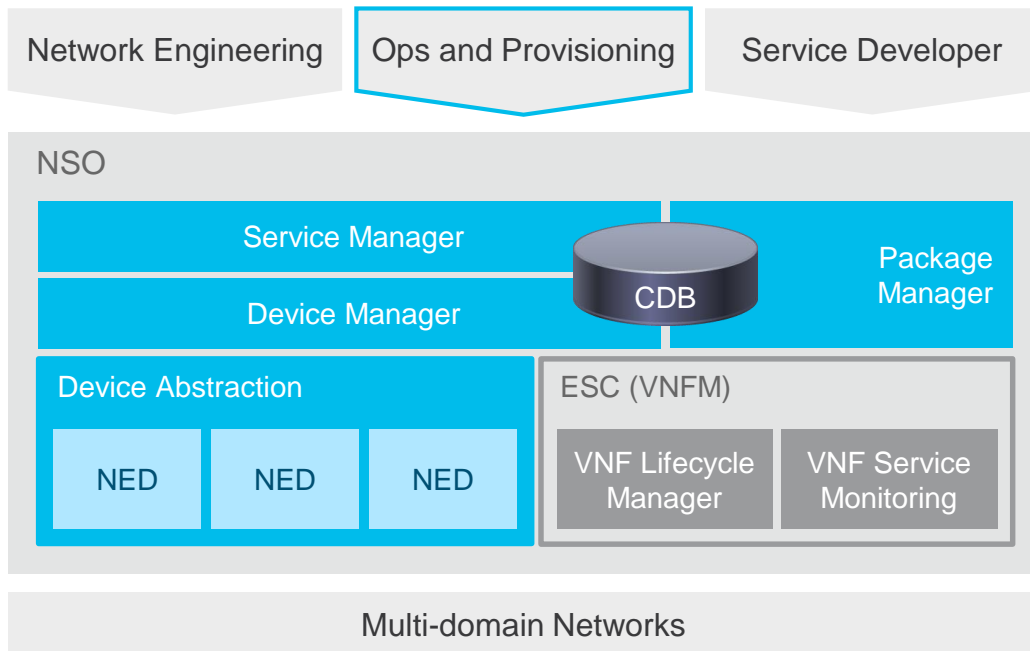 Network Engineering
Ops and Provisioning
Service Developer
NSO
Service Manager
Device Manager
CDB
Package
Manager
Device Abstraction
NED
NED
NED
ESC (VNFM)
VNF Lifecycle
Manager
VNF Service
Monitoring
Multi-domain Networks